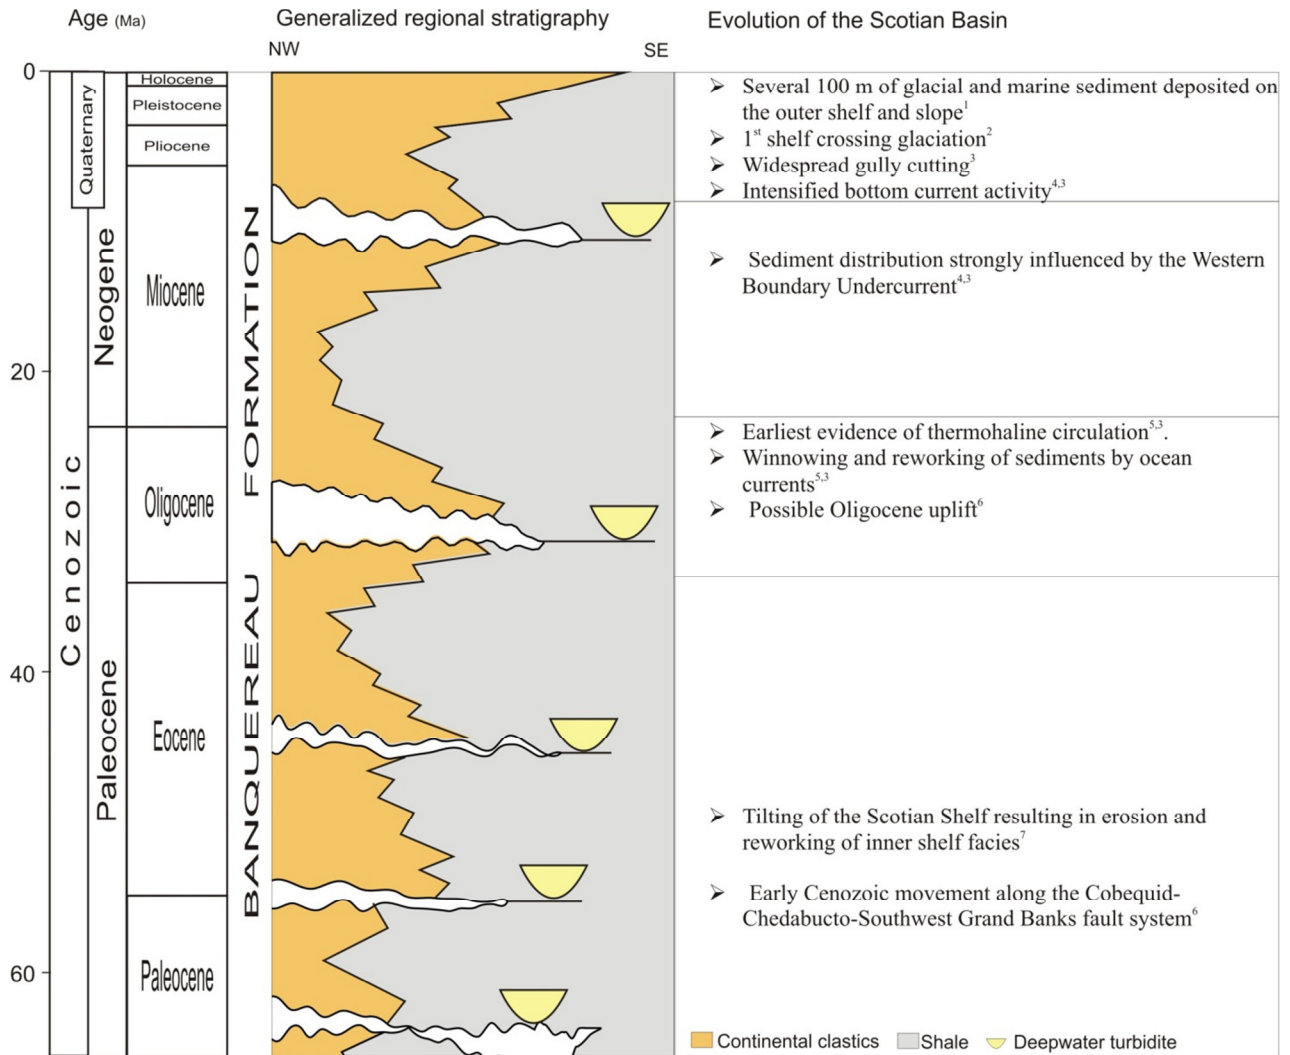 Age (Ma)
Generalized regional stratigraphy
Evolution of the Scotian Basin
NW
SE
0
20
40
60
Cenozoic
Quaternary
Neogene
Paleocene
Holocene
Pleistocene
Pliocene
Miocene
Oligocene
Eocene
Paleocene
BANQUEREAU FORMATION
➢ Several 100 m of glacial and marine sediment deposited on
the outer shelf and slope¹
➢ 1ˢᵗ shelf crossing glaciation²
➢ Widespread gully cutting³
➢ Intensified bottom current activity⁴,³
➢ Sediment distribution strongly influenced by the Western
Boundary Undercurrent⁴,³
➢ Earliest evidence of thermohaline circulation⁵,³.
➢ Winnowing and reworking of sediments by ocean
currents⁵,³
➢ Possible Oligocene uplift⁶
➢ Tilting of the Scotian Shelf resulting in erosion and
reworking of inner shelf facies⁷
➢ Early Cenozoic movement along the Cobequid-
Chedabucto-Southwest Grand Banks fault system⁶
Continental clastics
Shale
Deepwater turbidite